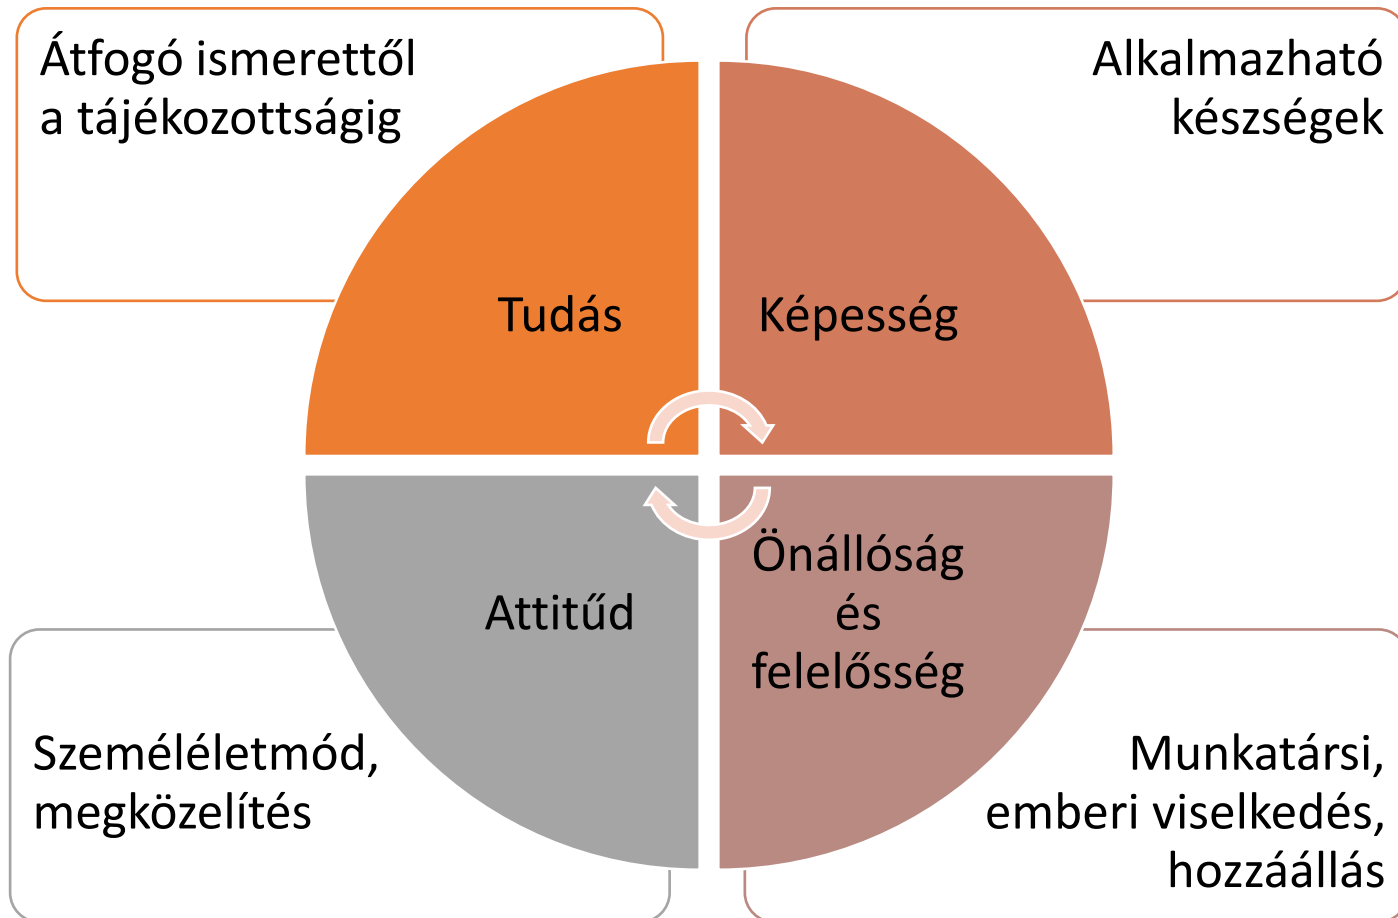 Átfogó ismerettől
a tájékozottságig
Alkalmazható
készségek
Tudás
Képesség
Attitűd
Önállóság
és
felelősség
Személéletmód,
megközelítés
Munkatársi,
emberi viselkedés,
hozzáállás